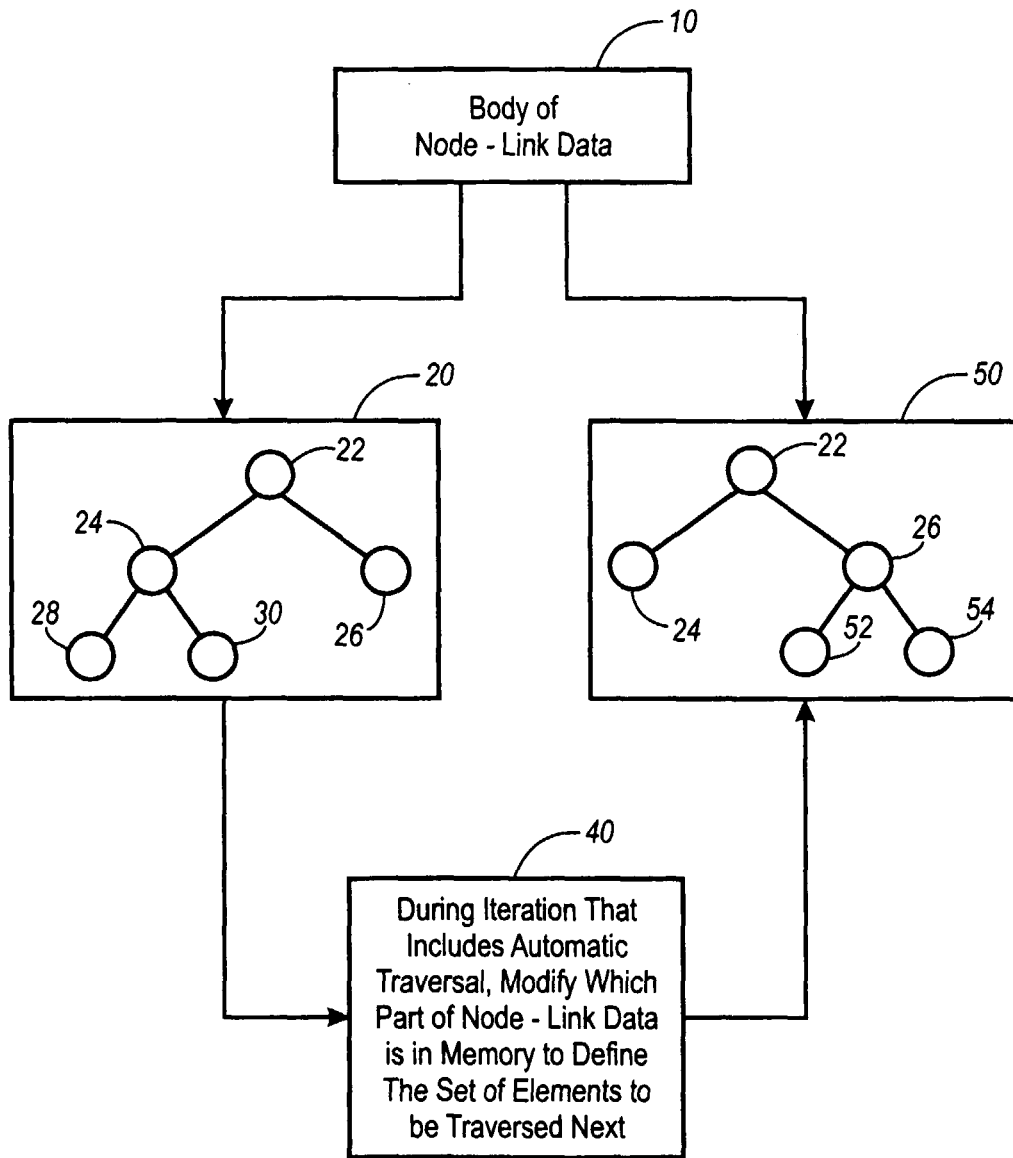 10
Body of
Node - Link Data
20
50
22
24
26
28
30
22
26
24
52
54
40
During Iteration That
Includes Automatic
Traversal, Modify Which
Part of Node - Link Data
is in Memory to Define
The Set of Elements to
be Traversed Next